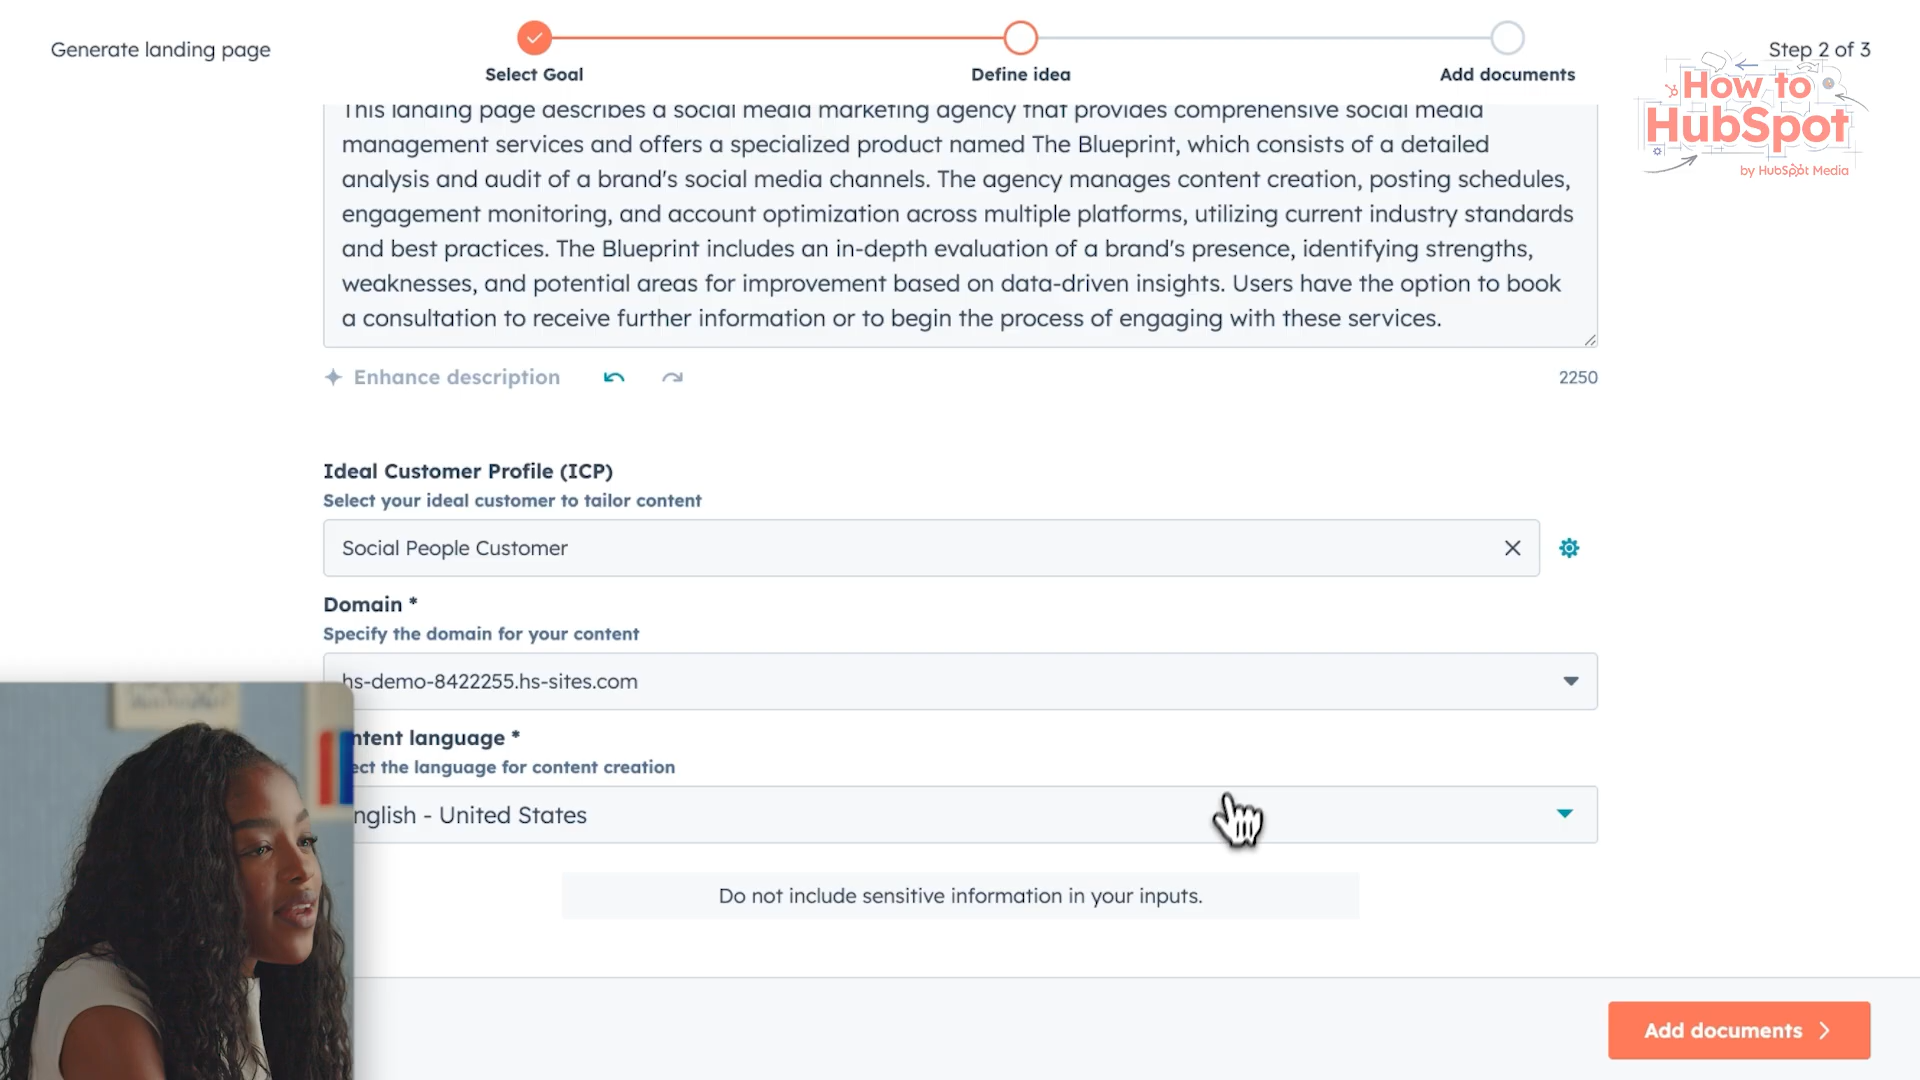 Generate landing page
Select Goal
Define idea
Add documents
Step 2 of 3
How to
HubSpot
by HubSpot Media
This landing page describes a social media marketing agency that provides comprehensive social media
management services and offers a specialized product named The Blueprint, which consists of a detailed
analysis and audit of a brand's social media channels. The agency manages content creation, posting schedules,
engagement monitoring, and account optimization across multiple platforms, utilizing current industry standards
and best practices. The Blueprint includes an in-depth evaluation of a brand's presence, identifying strengths,
weaknesses, and potential areas for improvement based on data-driven insights. Users have the option to book
a consultation to receive further information or to begin the process of engaging with these services.
Enhance description
2250
Ideal Customer Profile (ICP)
Select your ideal customer to tailor content
Social People Customer
Domain *
Specify the domain for your content
hs-demo-8422255.hs-sites.com
ntent language *
ect the language for content creation
nglish - United States
Do not include sensitive information in your inputs.
Add documents